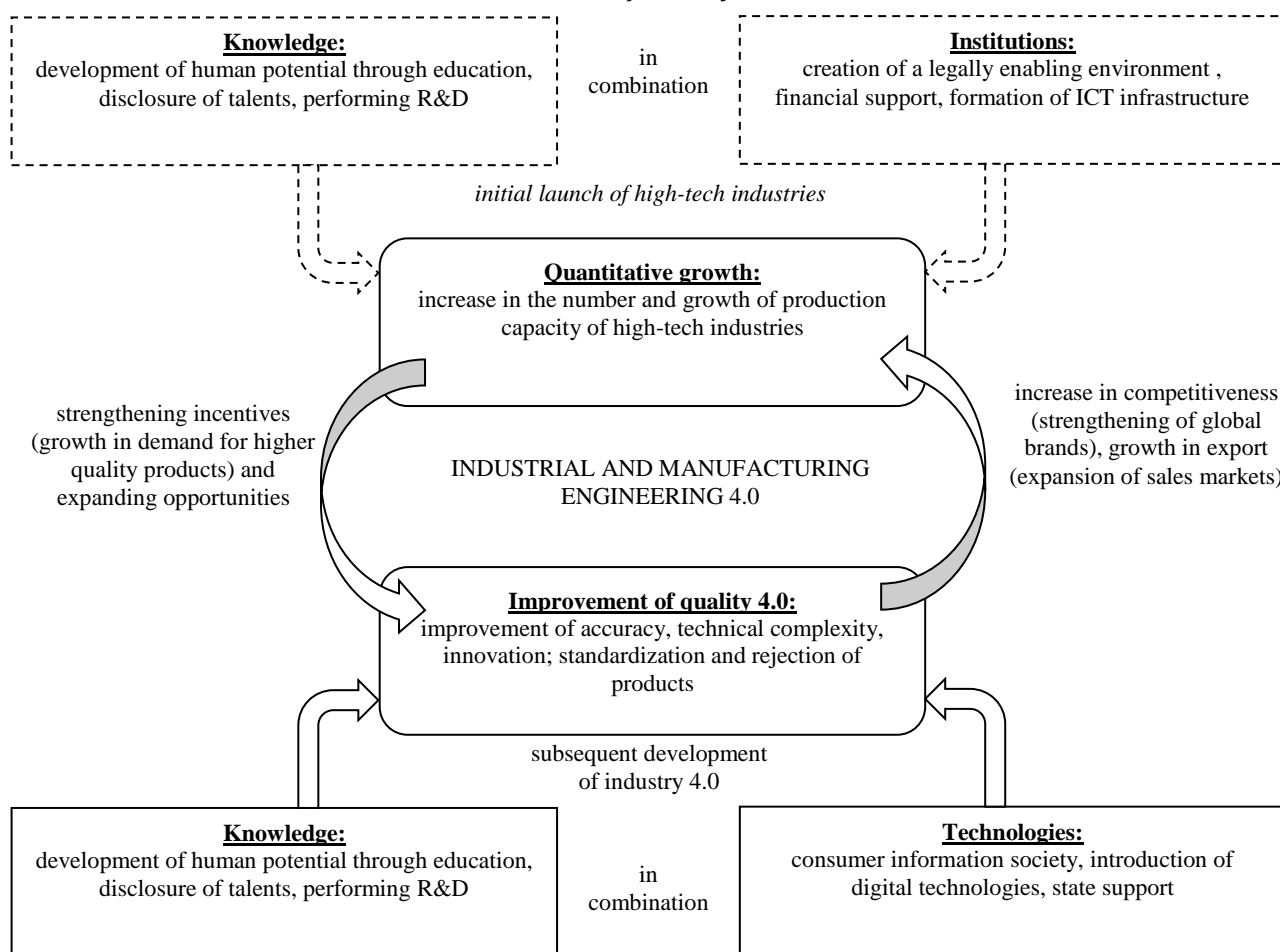 Knowledge:
development of human potential through education,
disclosure of talents, performing R&D
in
combination
Institutions:
creation of a legally enabling environment ,
financial support, formation of ICT infrastructure
initial launch of high-tech industries
Quantitative growth:
increase in the number and growth of production
capacity of high-tech industries
strengthening incentives
(growth in demand for higher
quality products) and
expanding opportunities
INDUSTRIAL AND MANUFACTURING
ENGINEERING 4.0
increase in competitiveness
(strengthening of global
brands), growth in export
(expansion of sales markets)
Improvement of quality 4.0:
improvement of accuracy, technical complexity,
innovation; standardization and rejection of
products
subsequent development
of industry 4.0
Knowledge:
development of human potential through education,
disclosure of talents, performing R&D
in
combination
Technologies:
consumer information society, introduction of
digital technologies, state support